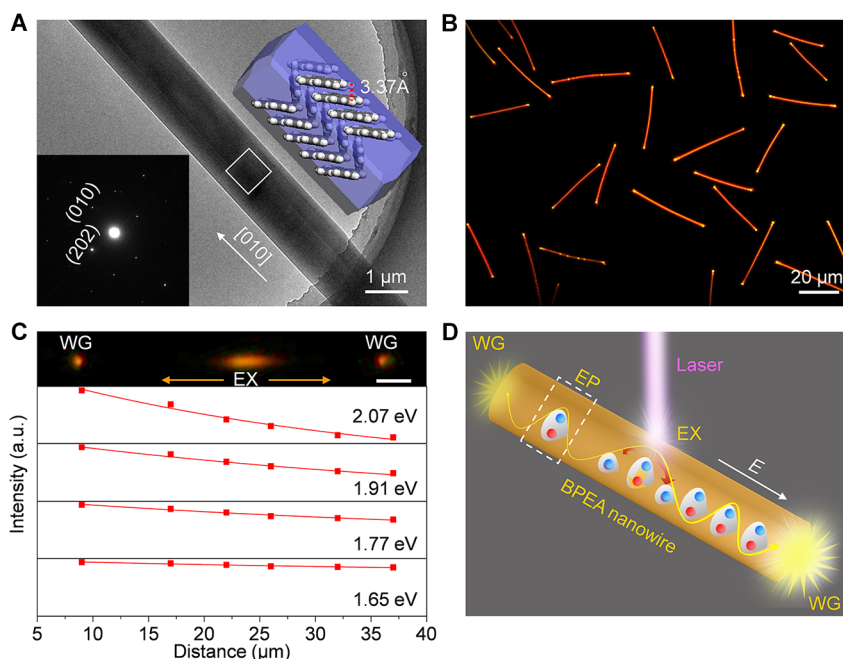 A
3.37Å
(010)
(202)
[010]
1 μm
B
20 μm
C
WG
WG
EX
2.07 eV
1.91 eV
1.77 eV
1.65 eV
Intensity (a.u.)
5 10 15 20 25 30 35 40
Distance (μm)
D
WG
Laser
EP
EX
E
BPEA nanowire
WG